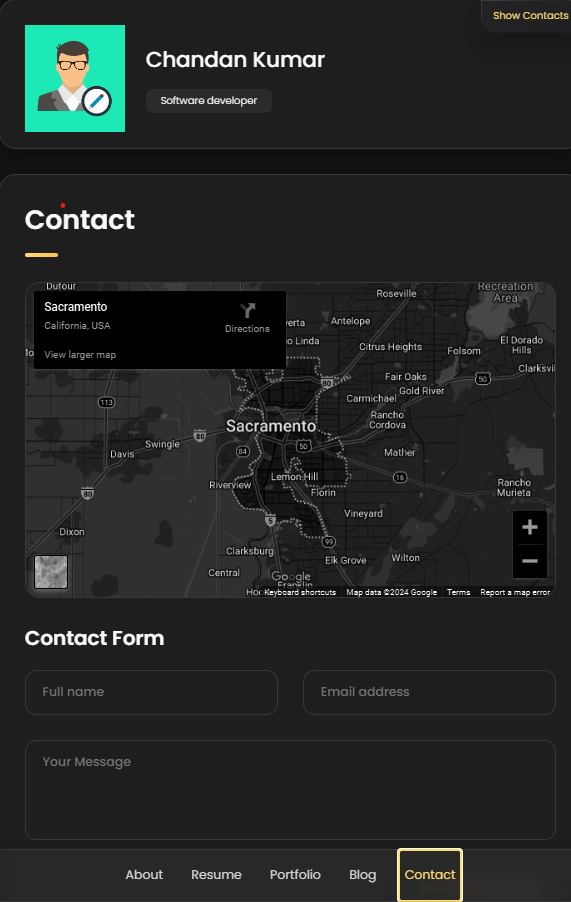 Show Contacts
Chandan Kumar
Software developer
Contact
Dufour
Roseville
Recreation
Area
Sacramento
California, USA
Directions
View larger map
Antelope
Citrus Heights
Folsom
El Dorado
Hills
Fair Oaks
Gold River
80
50
113
Carmichael
Rancho
Cordova
Sacramento
Swingle
80
Davis
84
50
Mather
Lemon Hill
16
Riverview
Florin
Rancho
Murieta
80
5
Vineyard
Dixon
99
Clarksburg
Elk Grove
Wilton
Central
Google
Franklin
Keyboard shortcuts
Map data ©2024 Google
Terms
Report a map error
Contact Form
Full name
Email address
Your Message
About
Resume
Portfolio
Blog
Contact